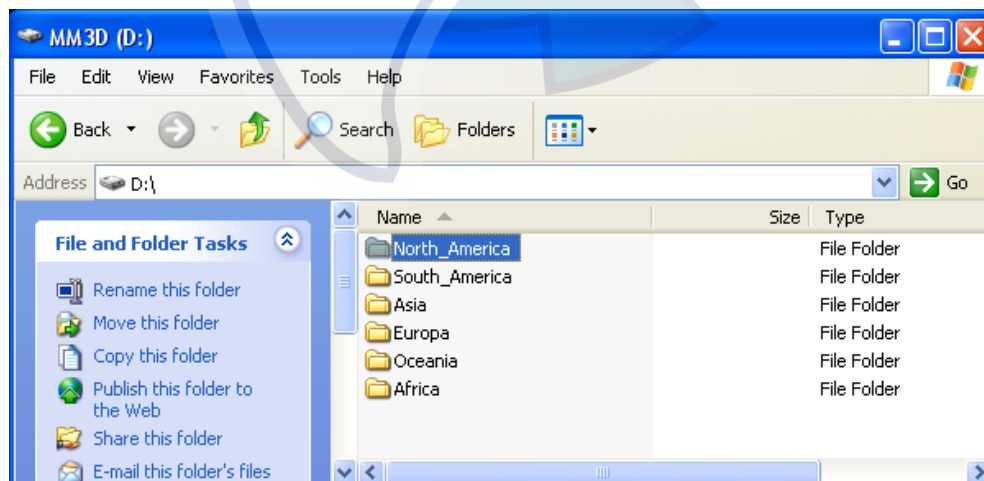 MM3D (D:)
File Edit View Favorites Tools Help
Back Search Folders
Address D:\ Go
Name Size Type
File and Folder Tasks
Rename this folder
Move this folder
Copy this folder
Publish this folder to
the Web
Share this folder
E-mail this folder's files
North_America File Folder
South_America File Folder
Asia File Folder
Europa File Folder
Oceania File Folder
Africa File Folder